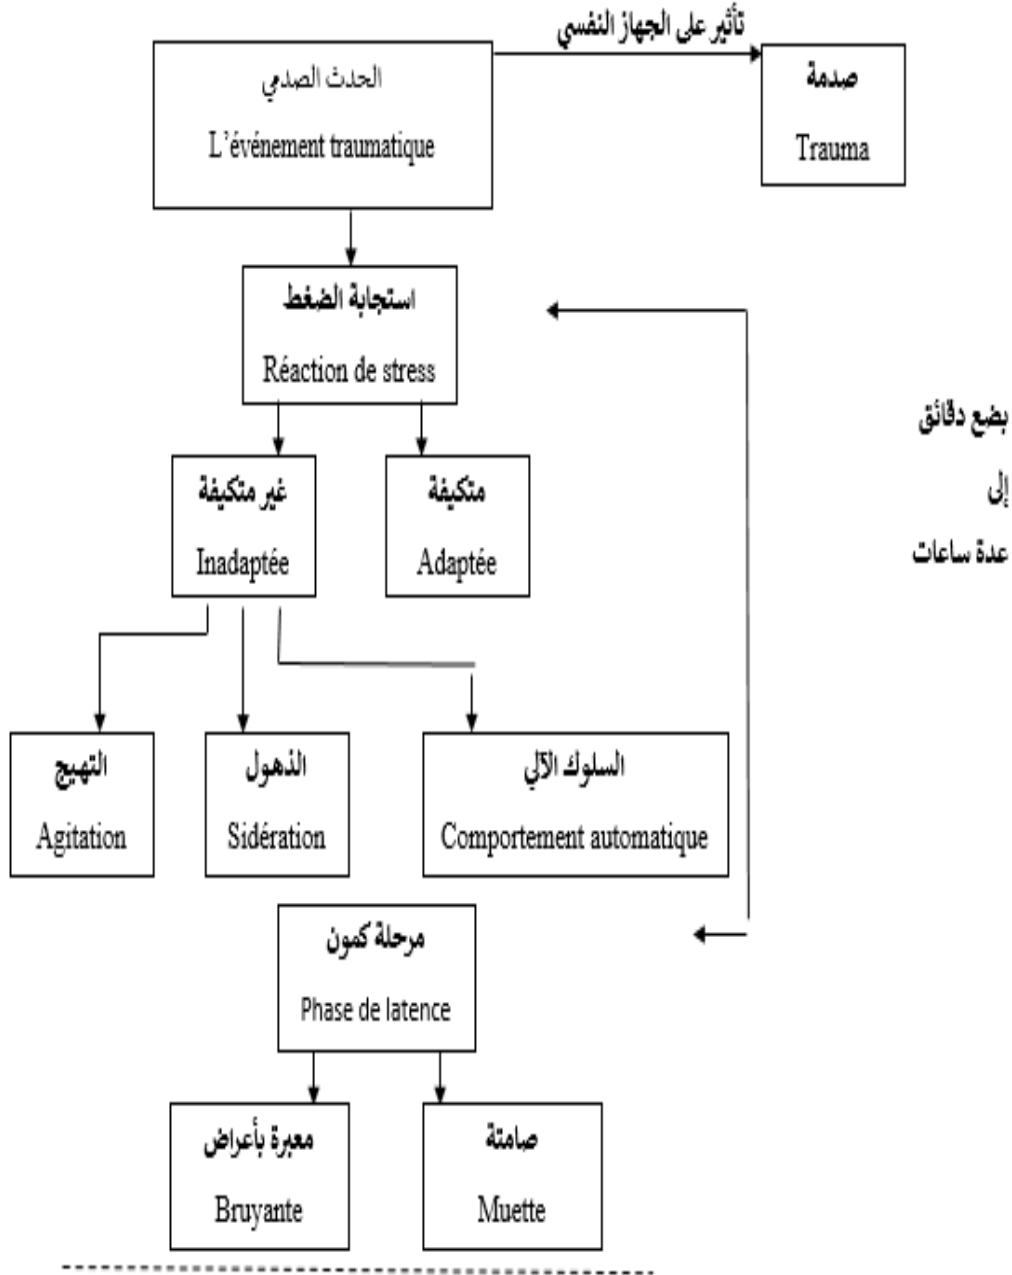 تأثير على الجهاز النفسي
الحدث الصدمي
L'événement traumatique
صدمة
Trauma
استجابة الضغط
Réaction de stress
بضع دقائق
إلى
عدة ساعات
غير متكيفة
Inadaptée
متكيفة
Adaptée
التهيج
Agitation
الذهول
Sidération
السلوك الآلي
Comportement automatique
مرحلة كمون
Phase de latence
معبرة بأعراض
Bruyante
صامتة
Muette